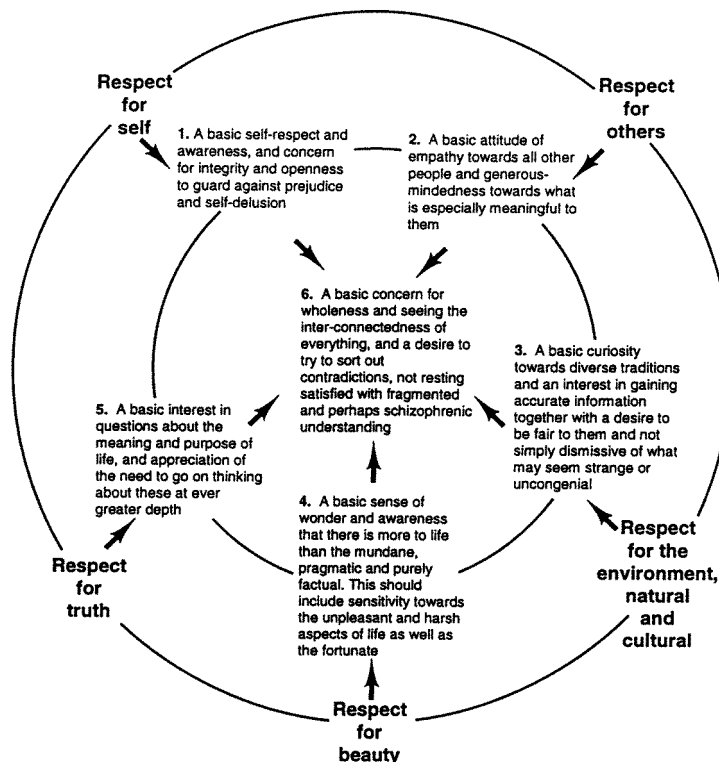 Respect
for
self
Respect
for
others
1. A basic self-respect and
awareness, and concern
for integrity and openness
to guard against prejudice
and self-delusion
2. A basic attitude of
empathy towards all other
people and generous-
mindedness towards what
is especially meaningful to
them
6. A basic concern for
wholeness and seeing the
inter-connectedness of
everything, and a desire to
try to sort out
contradictions, not resting
satisfied with fragmented
and perhaps schizophrenic
understanding
3. A basic curiosity
towards diverse traditions
and an interest in gaining
accurate information
together with a desire to
be fair to them and not
simply dismissive of what
may seem strange or
uncongenial
5. A basic interest in
questions about the
meaning and purpose of
life, and appreciation of
the need to go on thinking
about these at ever
greater depth
4. A basic sense of
wonder and awareness
that there is more to life
than the mundane,
pragmatic and purely
factual. This should
include sensitivity towards
the unpleasant and harsh
aspects of life as well as
the fortunate
Respect
for the
environment,
natural
and
cultural
Respect
for
truth
Respect
for
beauty